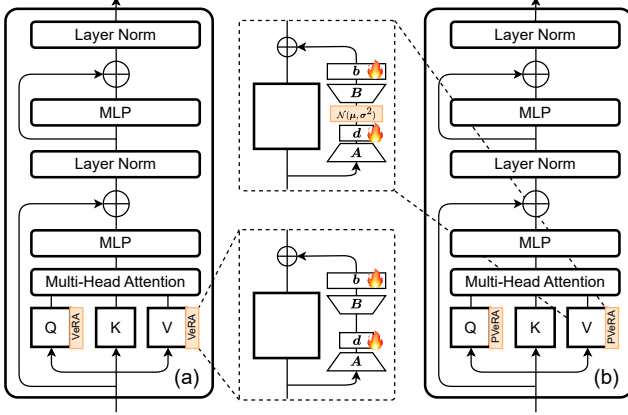 Layer Norm
MLP
Layer Norm
MLP
Multi-Head Attention
Q
VeRA
K
V
VeRA
(a)
b
B
𝒩(μ, σ²)
d
A
b
B
d
A
Layer Norm
MLP
Layer Norm
MLP
Multi-Head Attention
Q
PVeRA
K
V
PVeRA
(b)